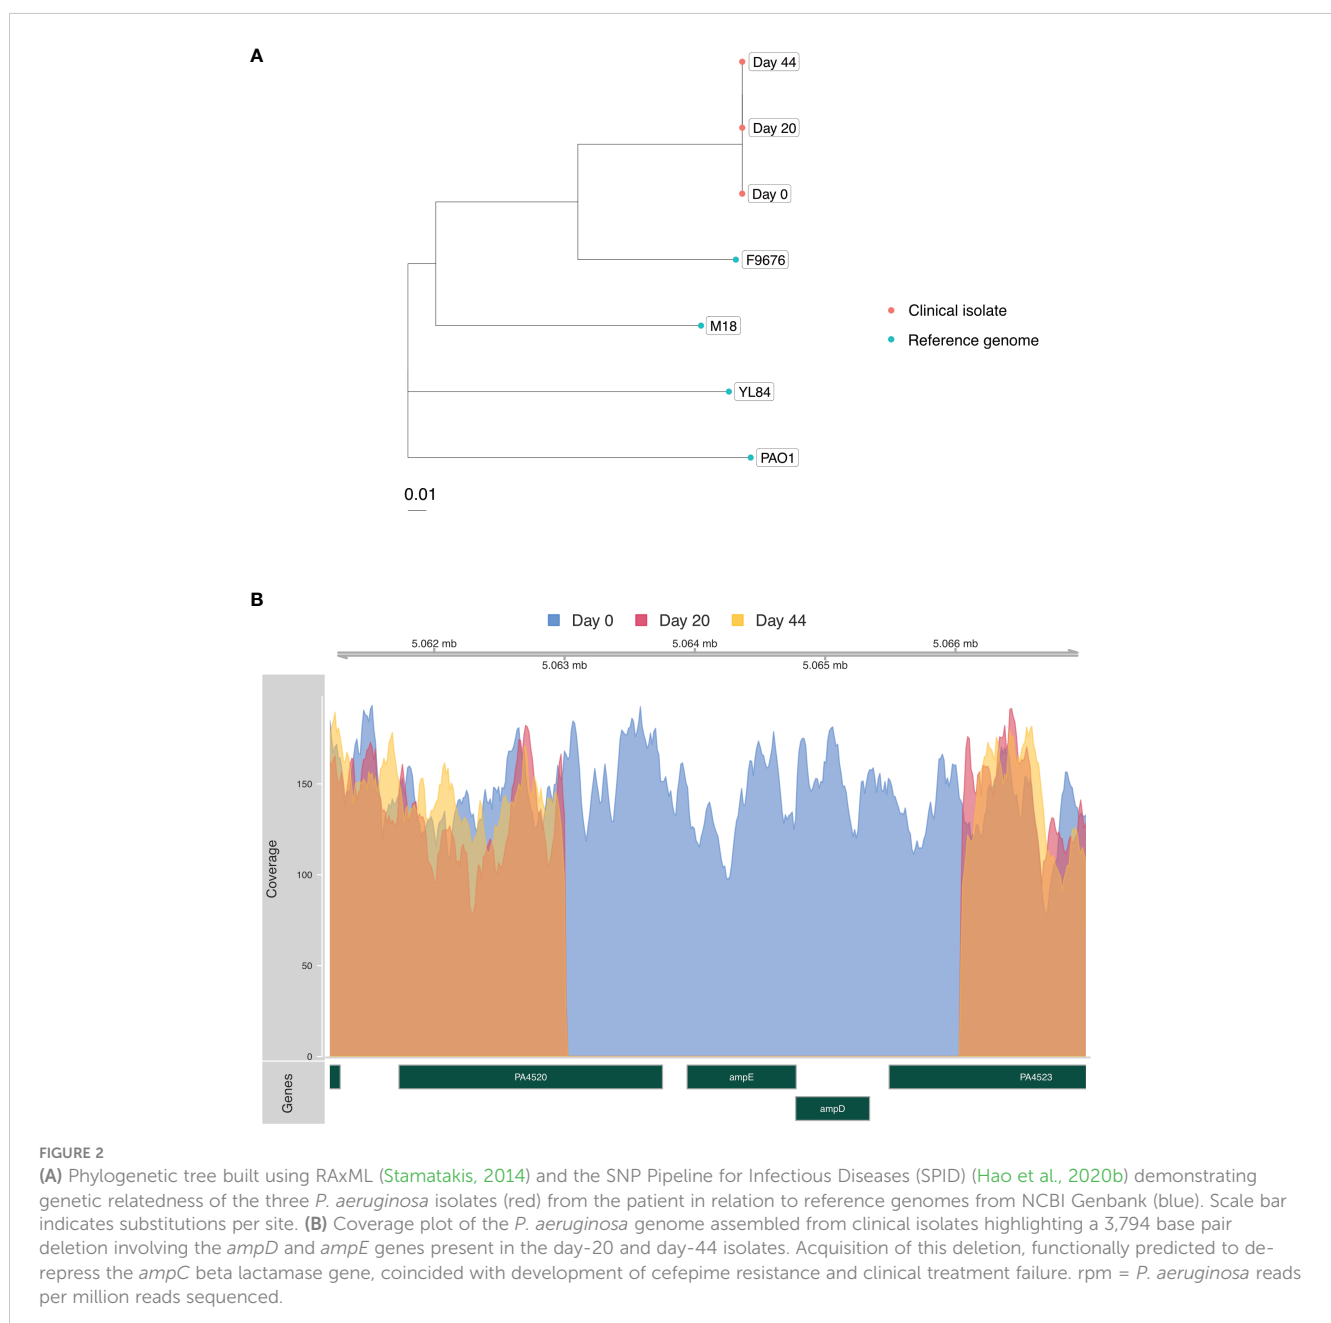 A
Day 44
Day 20
Day 0
F9676
M18
YL84
PAO1
Clinical isolate
Reference genome
0.01
B
Day 0 Day 20 Day 44
5.062 mb 5.064 mb 5.066 mb
5.063 mb 5.065 mb
Coverage
150
100
50
0
Genes
PA4520 ampE PA4523
ampD
FIGURE 2
(A) Phylogenetic tree built using RAxML (Stamatakis, 2014) and the SNP Pipeline for Infectious Diseases (SPID) (Hao et al., 2020b) demonstrating
genetic relatedness of the three P. aeruginosa isolates (red) from the patient in relation to reference genomes from NCBI Genbank (blue). Scale bar
indicates substitutions per site. (B) Coverage plot of the P. aeruginosa genome assembled from clinical isolates highlighting a 3,794 base pair
deletion involving the ampD and ampE genes present in the day-20 and day-44 isolates. Acquisition of this deletion, functionally predicted to de-
repress the ampC beta lactamase gene, coincided with development of cefepime resistance and clinical treatment failure. rpm = P. aeruginosa reads
per million reads sequenced.